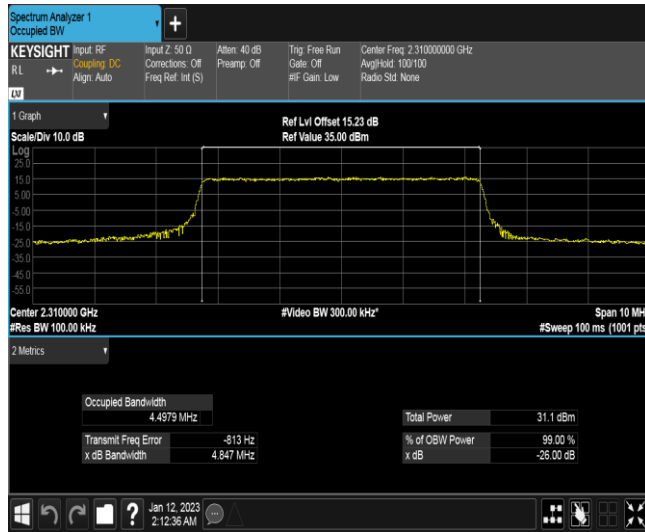 Spectrum Analyzer 1
Occupied BW
+
KEYSIGHT
RL
Input: RF
Coupling: DC
Align: Auto
Input Z: 50 Ω
Corrections: Off
Freq Ref: Int (S)
Atten: 40 dB
Preamp: Off
Trig: Free Run
Gate: Off
#IF Gain: Low
Center Freq: 2.310000000 GHz
Avg|Hold: 100/100
Radio Std: None
1 Graph
Scale/Div 10.0 dB
Ref Lvl Offset 15.23 dB
Ref Value 35.00 dBm
Log
25.0
15.0
5.00
-5.00
-15.0
-25.0
-35.0
-45.0
-55.0
Center 2.310000 GHz
#Video BW 300.00 kHz*
Span 10 MH
#Res BW 100.00 kHz
#Sweep 100 ms (1001 pts
2 Metrics
Occupied Bandwidth
4.4979 MHz
Total Power 31.1 dBm
Transmit Freq Error -813 Hz
% of OBW Power 99.00 %
x dB Bandwidth 4.847 MHz
x dB -26.00 dB
?
Jan 12, 2023
2:12:36 AM